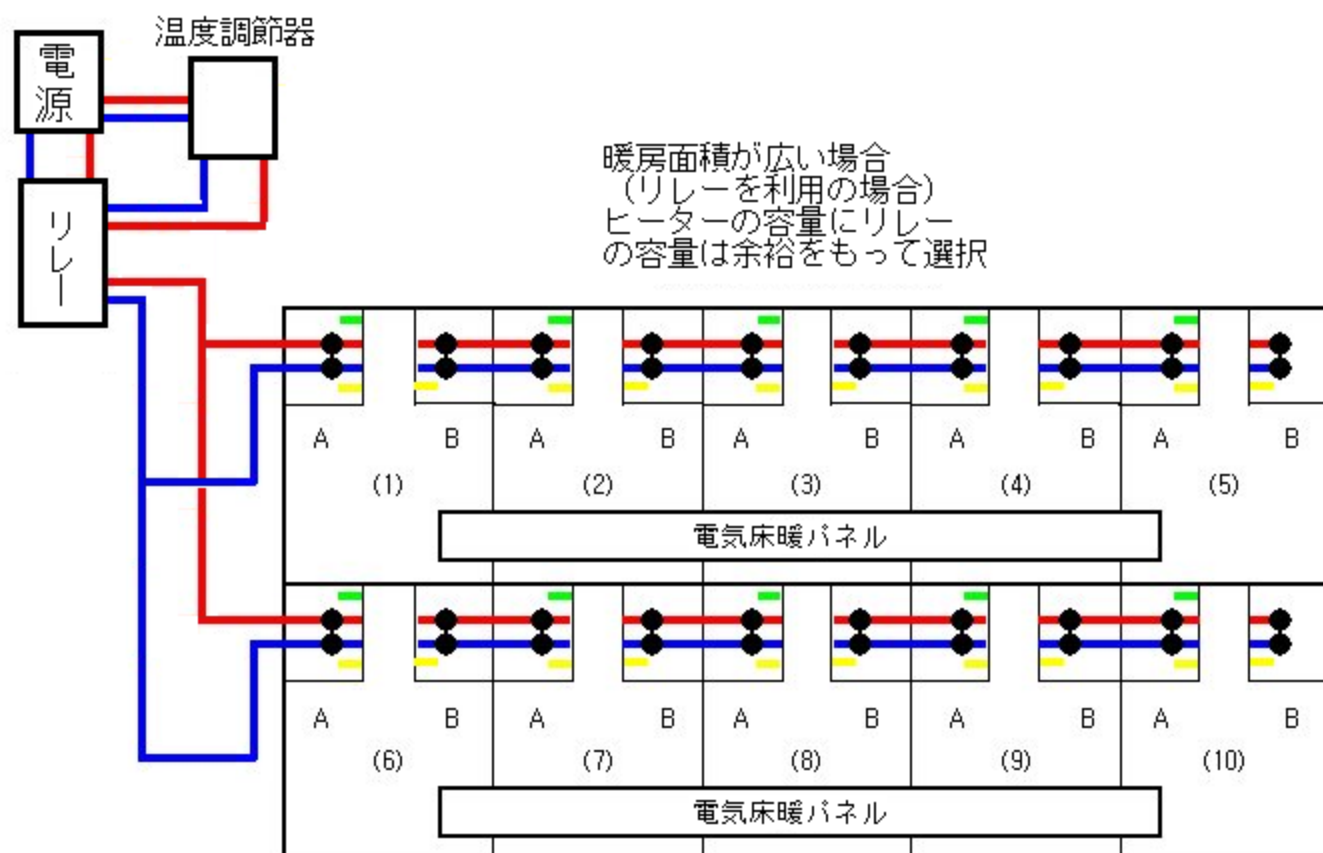 温度調節器
電
源
リレー
暖房面積が広い場合
(リレーを利用の場合)
ヒーターの容量にリレー
の容量は余裕をもって選択
A B A B A B A B A B
(1) (2) (3) (4) (5)
電気床暖パネル
A B A B A B A B A B
(6) (7) (8) (9) (10)
電気床暖パネル